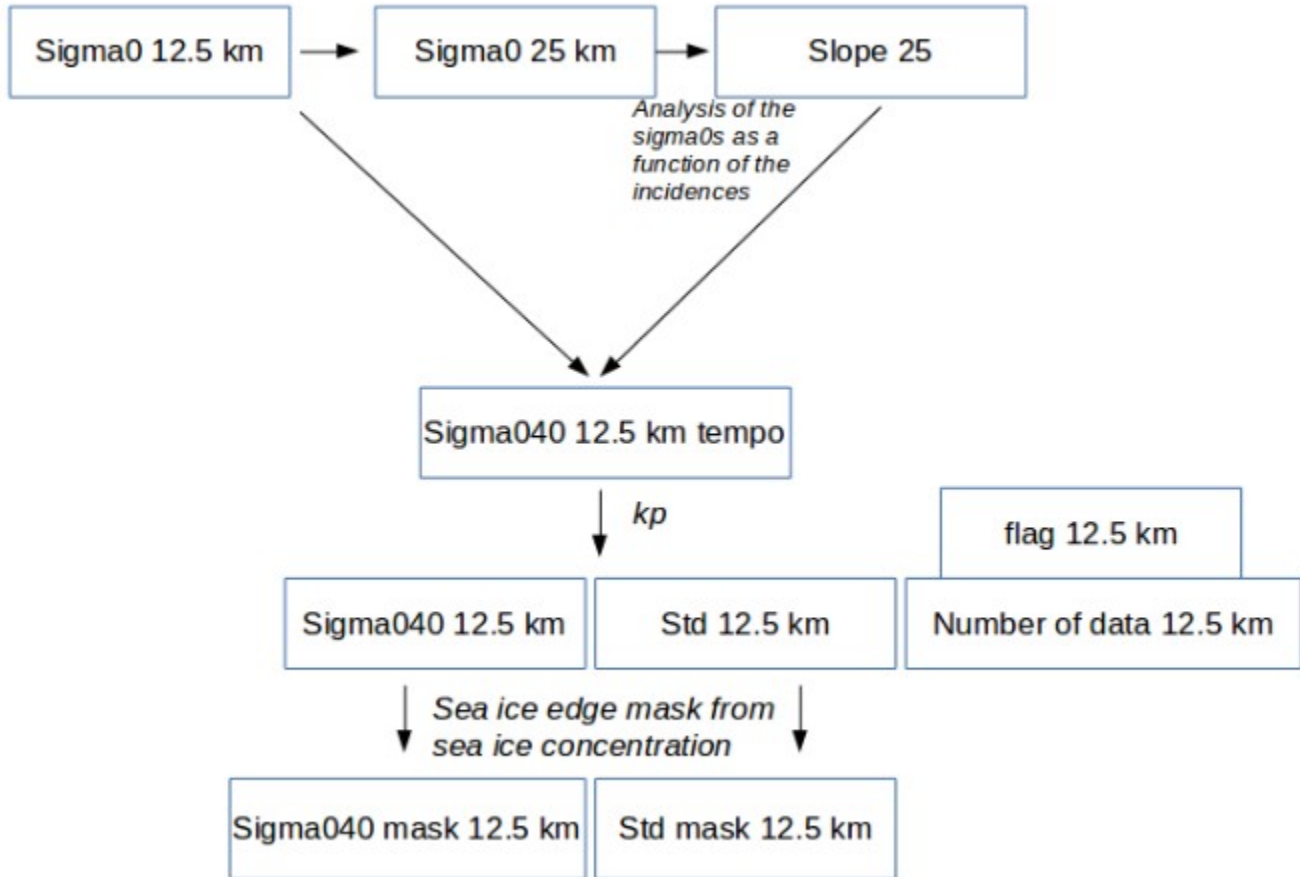 Sigma0 12.5 km
Sigma0 25 km
Slope 25
Analysis of the
sigma0s as a
function of the
incidences
Sigma040 12.5 km tempo
kp
flag 12.5 km
Sigma040 12.5 km
Std 12.5 km
Number of data 12.5 km
Sea ice edge mask from
sea ice concentration
Sigma040 mask 12.5 km
Std mask 12.5 km